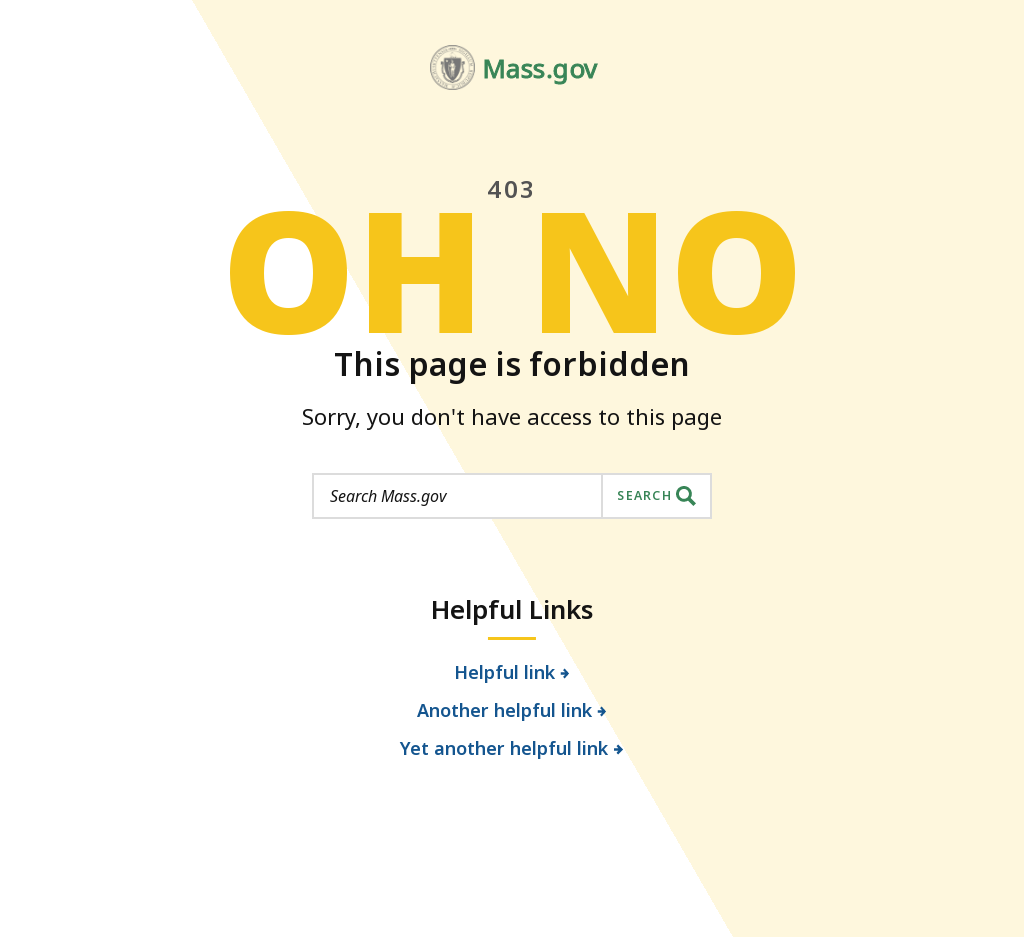 Mass.gov
403
OH NO
This page is forbidden
Sorry, you don't have access to this page
Search Mass.gov SEARCH
Helpful Links
Helpful link
Another helpful link
Yet another helpful link